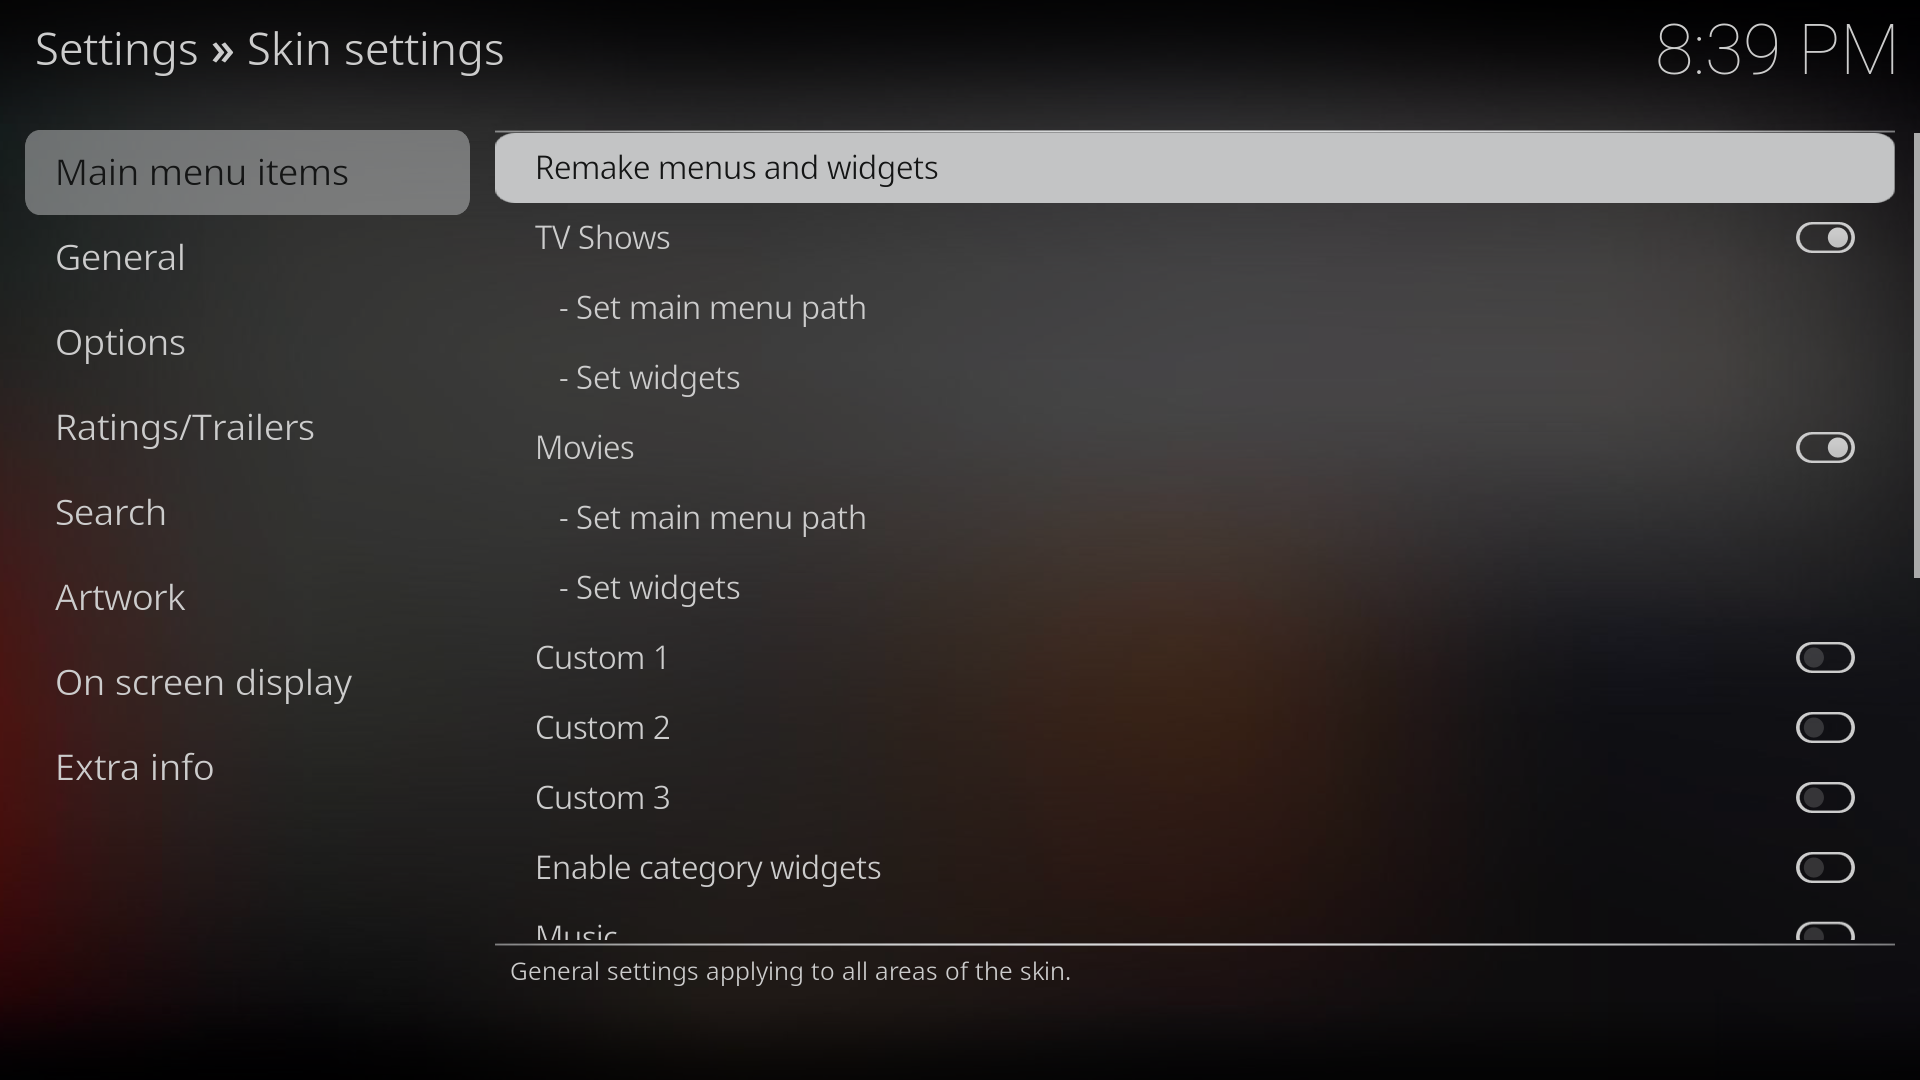 Settings » Skin settings
8:39 PM
Main menu items
General
Options
Ratings/Trailers
Search
Artwork
On screen display
Extra info
Remake menus and widgets
TV Shows
- Set main menu path
- Set widgets
Movies
- Set main menu path
- Set widgets
Custom 1
Custom 2
Custom 3
Enable category widgets
Music
General settings applying to all areas of the skin.